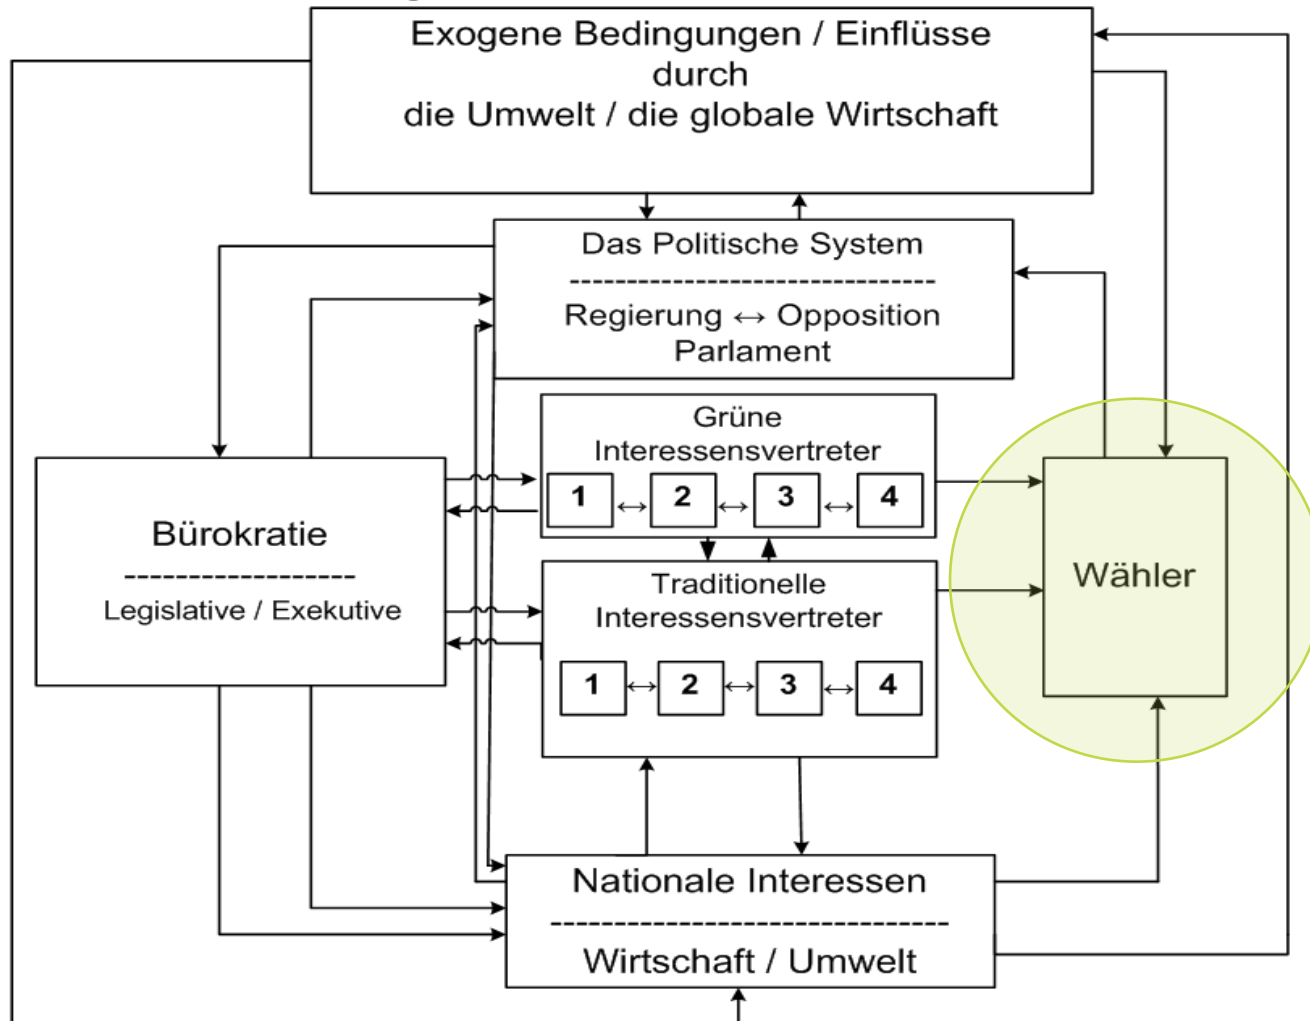 Exogene Bedingungen / Einflüsse
durch
die Umwelt / die globale Wirtschaft
Das Politische System
--------------------------------
Regierung ↔ Opposition
Parlament
Grüne
Interessensvertreter
1 ↔ 2 ↔ 3 ↔ 4
Bürokratie
--------------------
Legislative / Exekutive
Traditionelle
Interessensvertreter
1 ↔ 2 ↔ 3 ↔ 4
Wähler
Nationale Interessen
-----------------------------------
Wirtschaft / Umwelt